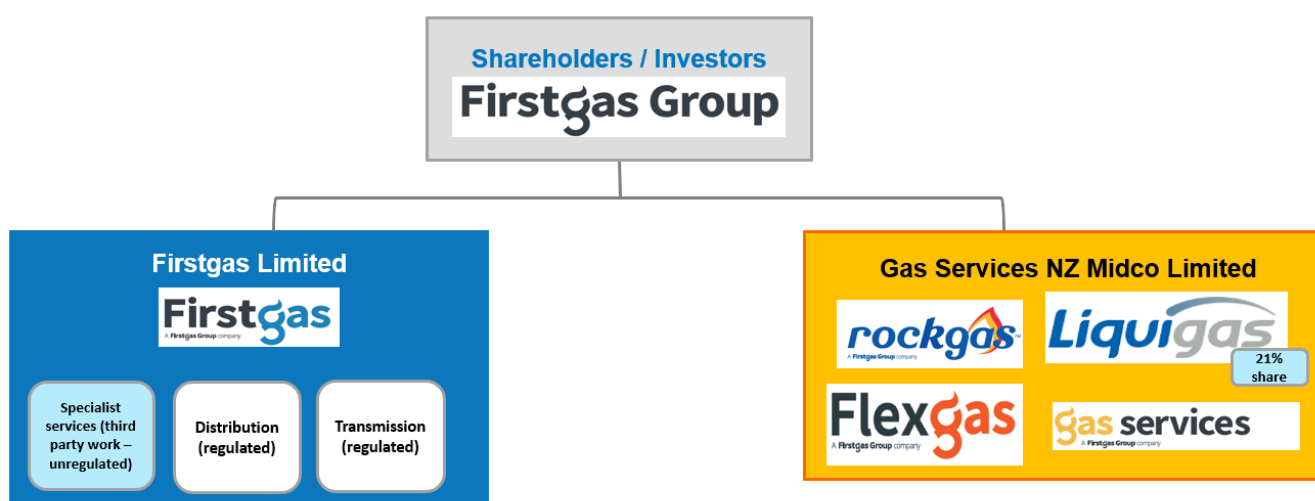 Shareholders / Investors
Firstgas Group
Firstgas Limited
Firstgas
A Firstgas Group company
Specialist
services (third
party work –
unregulated)
Distribution
(regulated)
Transmission
(regulated)
Gas Services NZ Midco Limited
rockgas™
A Firstgas Group company
Liquigas
21%
share
Flexgas
A Firstgas Group company
gas services
A Firstgas Group company